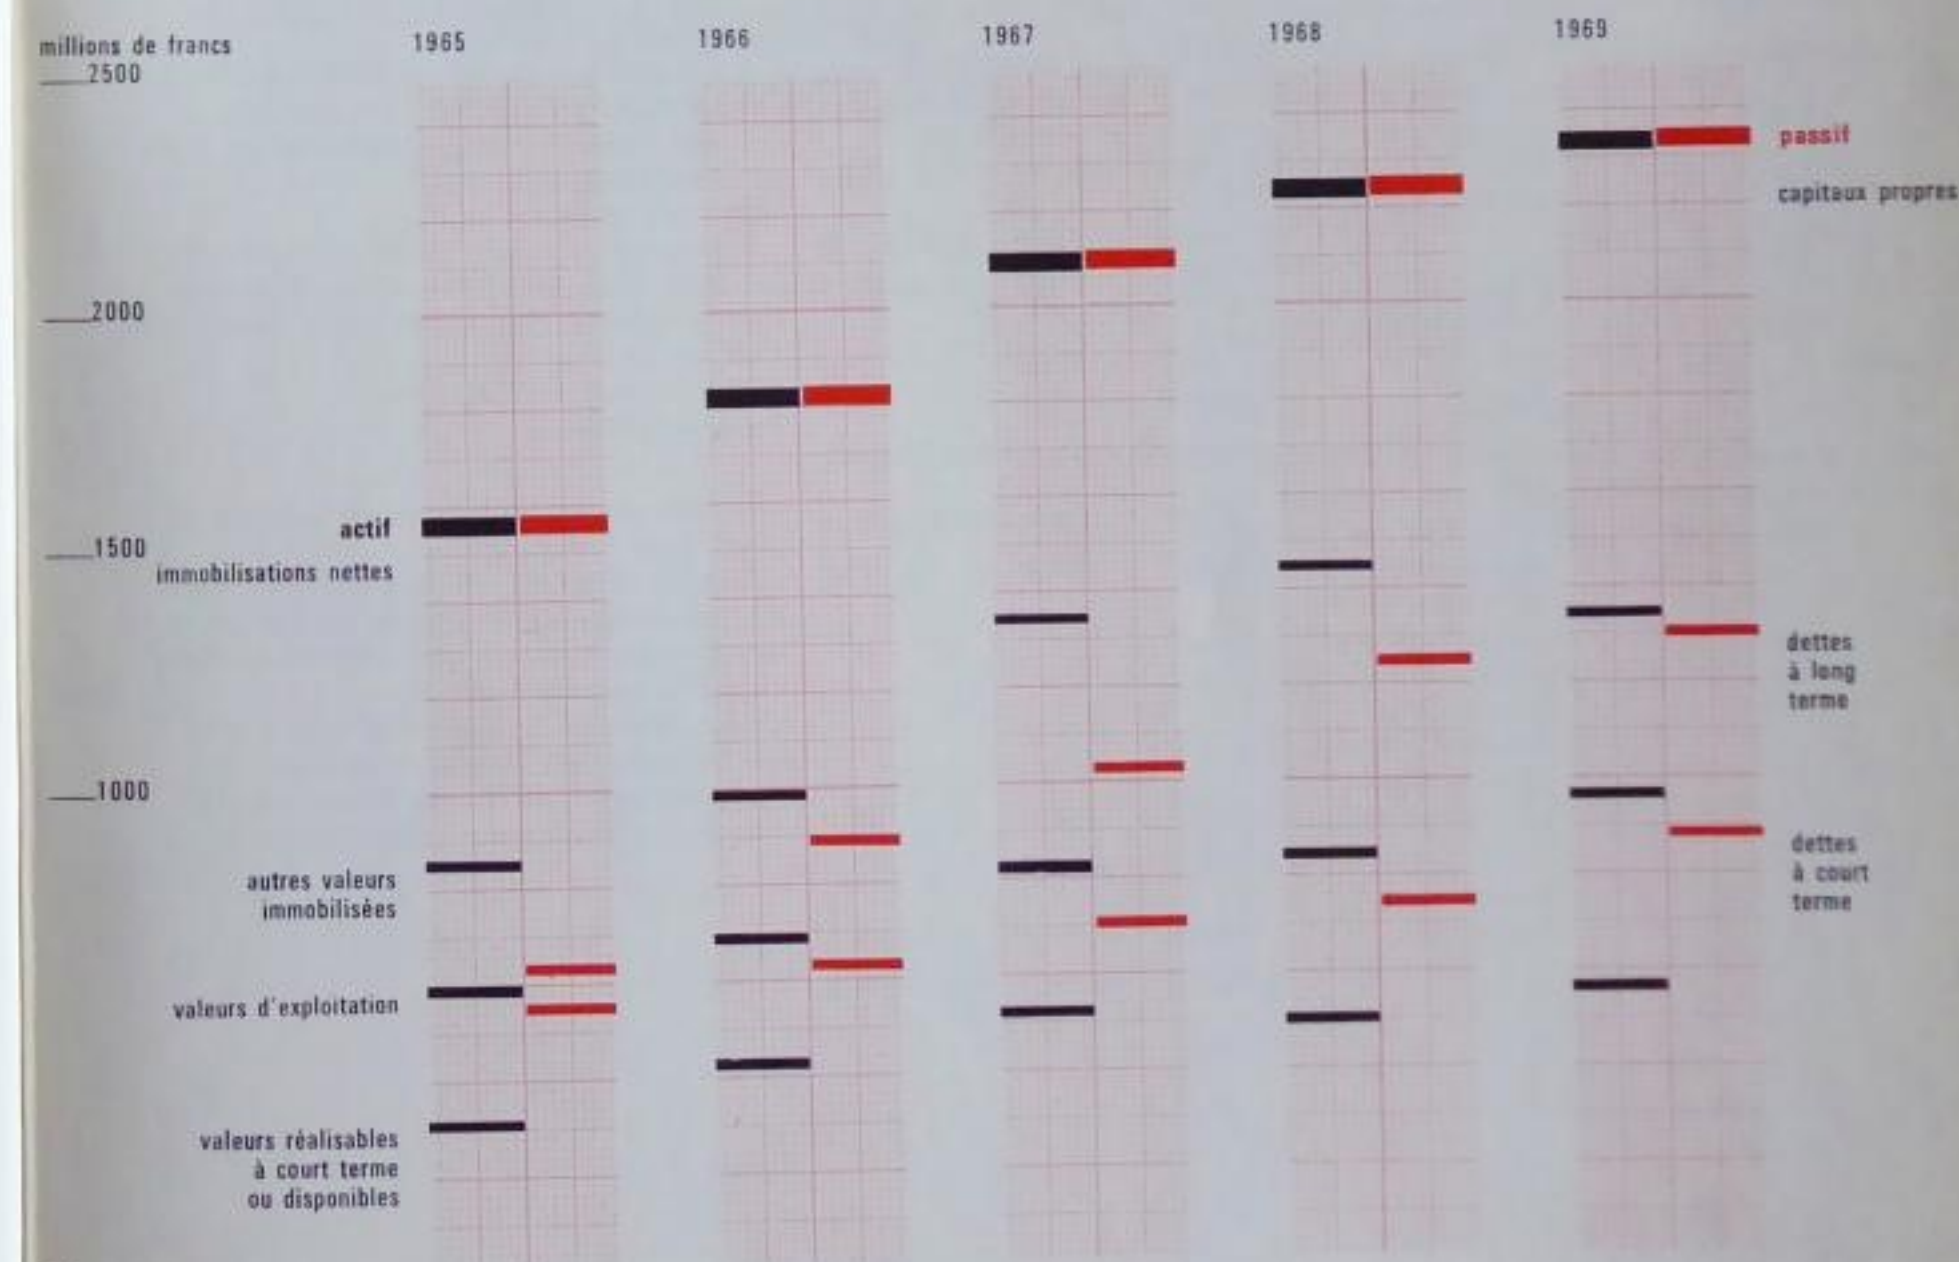 millions de francs
1965
1966
1967
1968
1969
2500
passif
capitaux propres
2000
actif
1500
immobilisations nettes
dettes
à long
terme
1000
autres valeurs
immobilisées
dettes
à court
terme
valeurs d'exploitation
valeurs réalisables
à court terme
ou disponibles